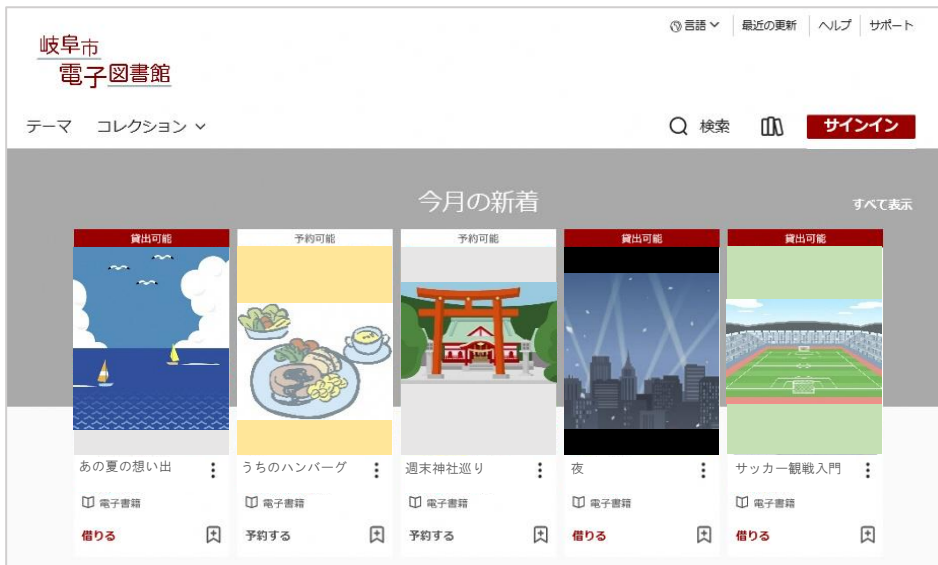 言語
最近の更新
ヘルプ
サポート
岐阜市
電子図書館
テーマ
コレクション
検索
サインイン
今月の新着
すべて表示
貸出可能
予約可能
予約可能
貸出可能
貸出可能
あの夏の想い出
うちのハンバーグ
週末神社巡り
夜
サッカー観戦入門
電子書籍
電子書籍
電子書籍
電子書籍
電子書籍
借りる
予約する
予約する
借りる
借りる